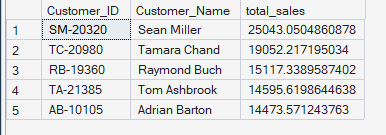 Customer_ID Customer_Name total_sales
1 SM-20320 Sean Miller 25043.0504860878
2 TC-20980 Tamara Chand 19052.217195034
3 RB-19360 Raymond Buch 15117.3389587402
4 TA-21385 Tom Ashbrook 14595.6198644638
5 AB-10105 Adrian Barton 14473.571243763